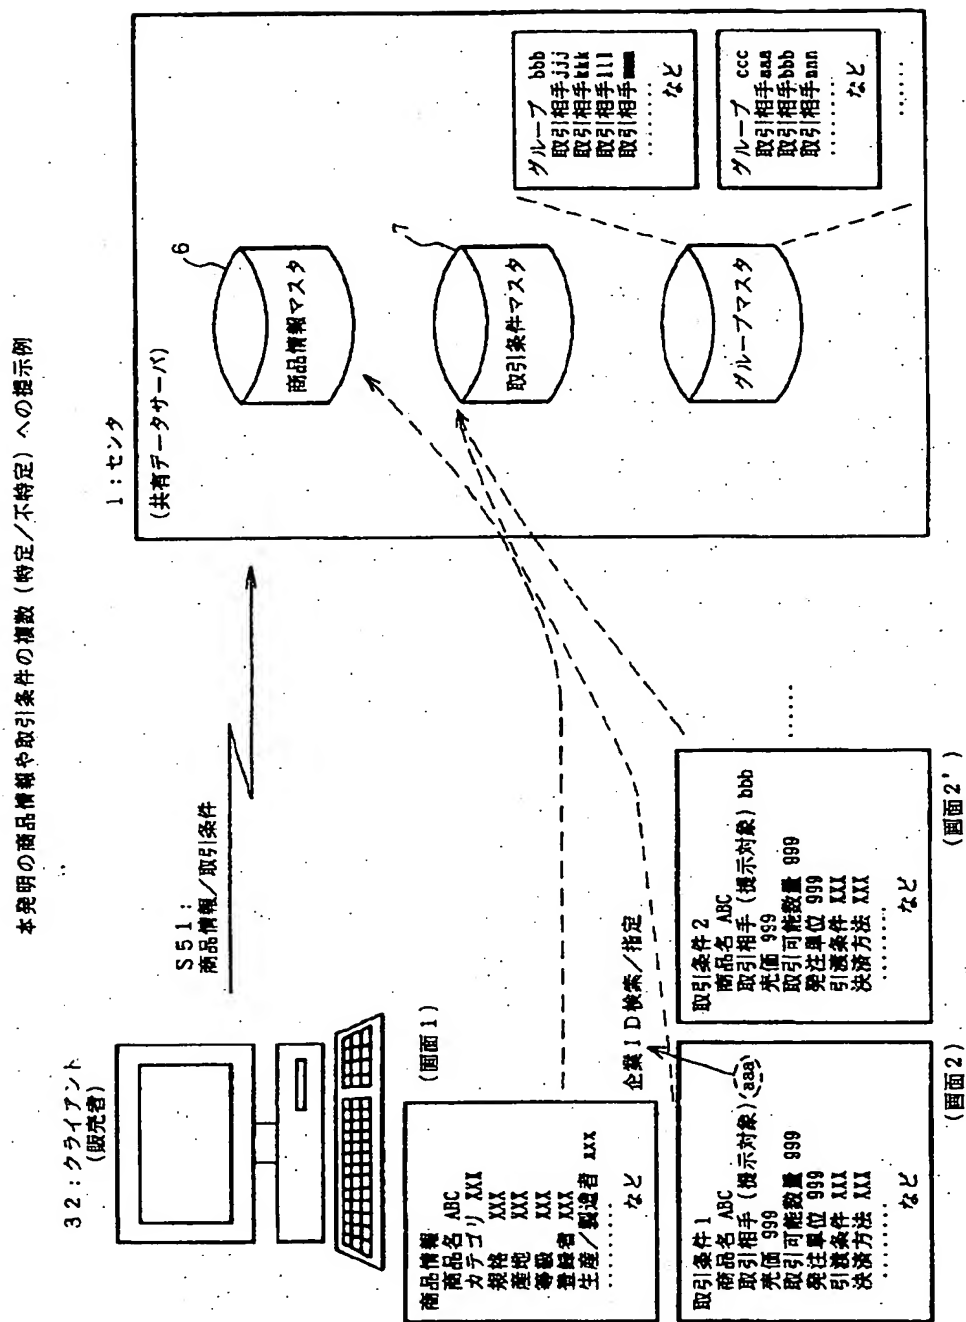 本発明の商品情報や取引条件の複数(特定/不特定)への提示例
32:クライアント
(販売者)
S51:
商品情報/取引条件
1:センタ
(共有データサーバ)
6
商品情報マスタ
7
取引条件マスタ
グループマスタ
グループ bbb
取引相手jjj
取引相手kkk
取引相手lll
取引相手mmm
………
など
グループ ccc
取引相手aaa
取引相手bbb
取引相手nnn
………
など
……
(画面1)
商品情報
商品名 ABC
カテゴリ XXX
規格 XXX
産地 XXX
等級 XXX
登録者 XXX
生産/製造者 XXX
………
など
企業ID検索/指定
取引条件1
商品名 ABC
取引相手(提示対象)aaa
売価 999
取引可能数量 999
発注単位 999
引渡条件 XXX
決済方法 XXX
………
など
(画面2)
取引条件2
商品名 ABC
取引相手(提示対象)bbb
売価 999
取引可能数量 999
発注単位 999
引渡条件 XXX
決済方法 XXX
………
など
(画面2')
……